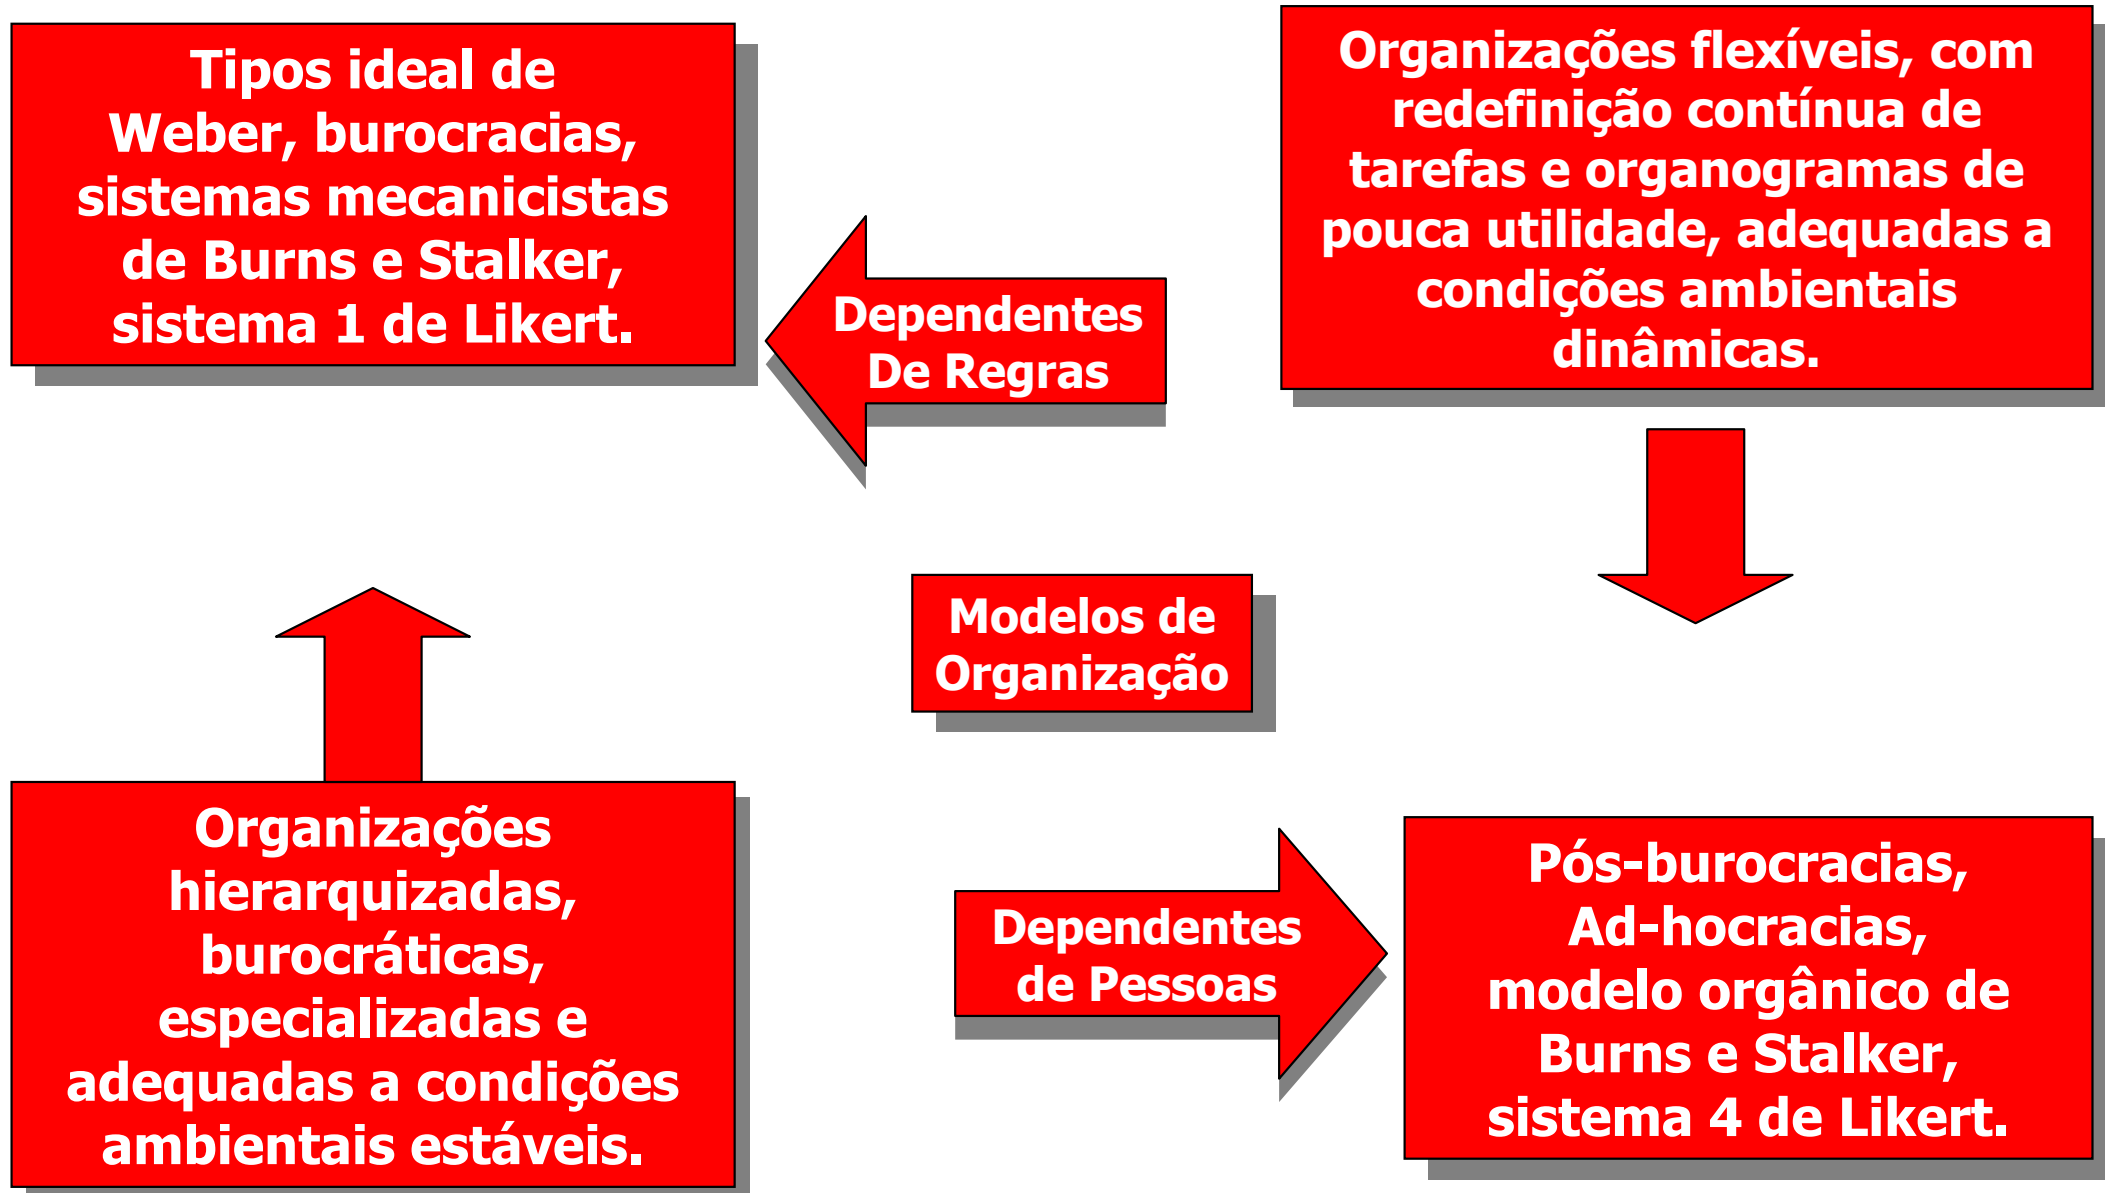 Tipos ideal de
Weber, burocracias,
sistemas mecanicistas
de Burns e Stalker,
sistema 1 de Likert.
Organizações flexíveis, com
redefinição contínua de
tarefas e organogramas de
pouca utilidade, adequadas a
condições ambientais
dinâmicas.
Dependentes
De Regras
Modelos de
Organização
Organizações
hierarquizadas,
burocráticas,
especializadas e
adequadas a condições
ambientais estáveis.
Dependentes
de Pessoas
Pós-burocracias,
Ad-hocracias,
modelo orgânico de
Burns e Stalker,
sistema 4 de Likert.